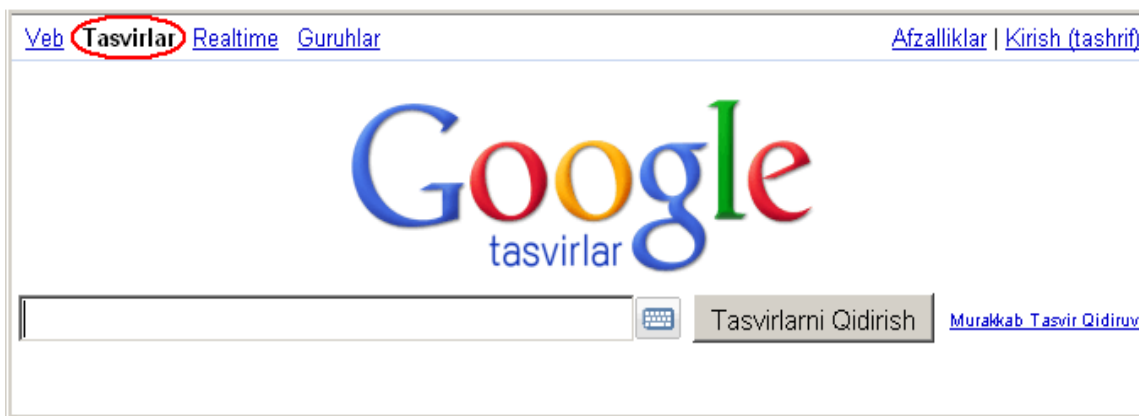 Veb Tasvirlar Realtime Guruhlar Afzalliklar | Kirish (tashrif)
Google
tasvirlar
Tasvirlarni Qidirish Murakkab Tasvir Qidiruv